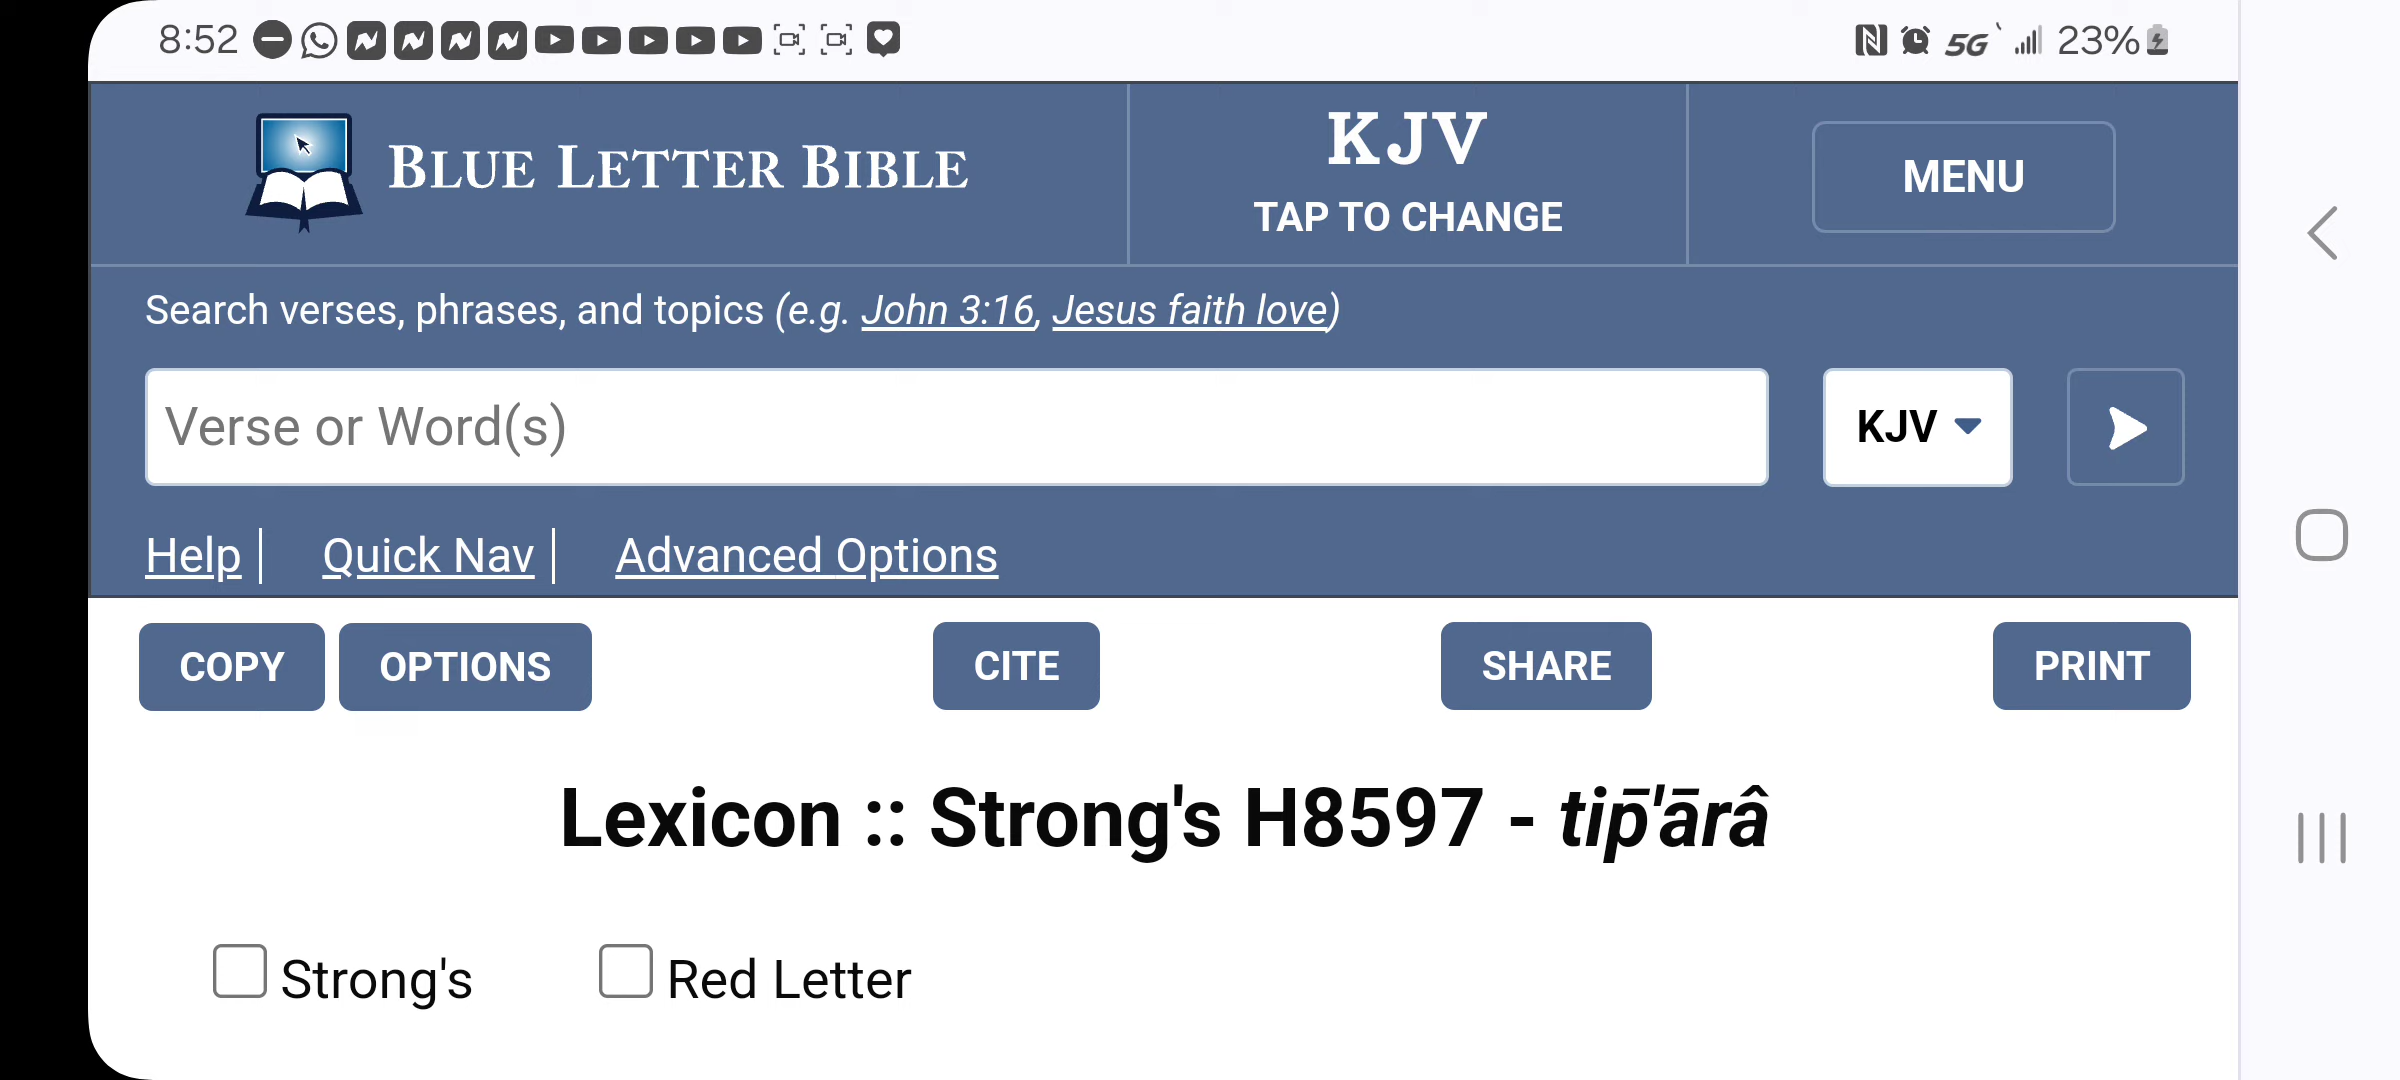 8:52
5G 23%
BLUE LETTER BIBLE
KJV
TAP TO CHANGE
MENU
Search verses, phrases, and topics (e.g. John 3:16, Jesus faith love)
Verse or Word(s)
KJV
Help
Quick Nav
Advanced Options
COPY
OPTIONS
CITE
SHARE
PRINT
Lexicon :: Strong's H8597 - tip̄'ārâ
Strong's
Red Letter